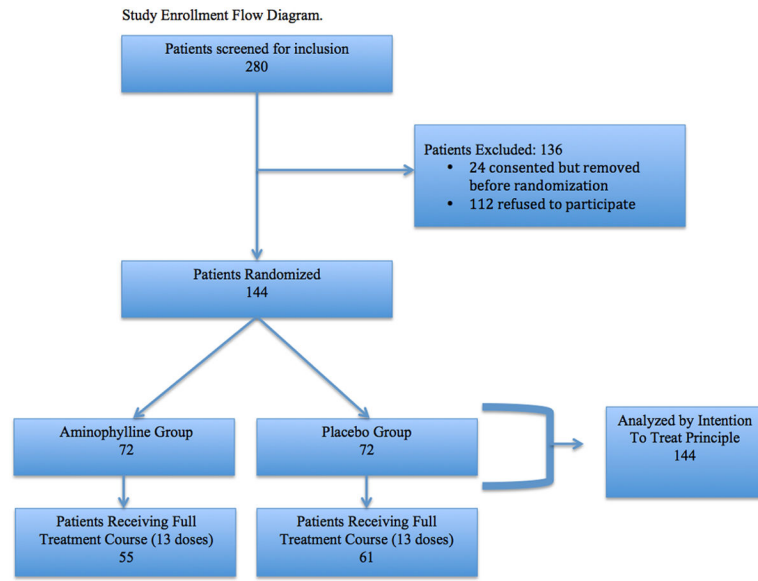 Study Enrollment Flow Diagram.
Patients screened for inclusion
280
Patients Excluded: 136
• 24 consented but removed
before randomization
• 112 refused to participate
Patients Randomized
144
Aminophylline Group
72
Placebo Group
72
Analyzed by Intention
To Treat Principle
144
Patients Receiving Full
Treatment Course (13 doses)
55
Patients Receiving Full
Treatment Course (13 doses)
61